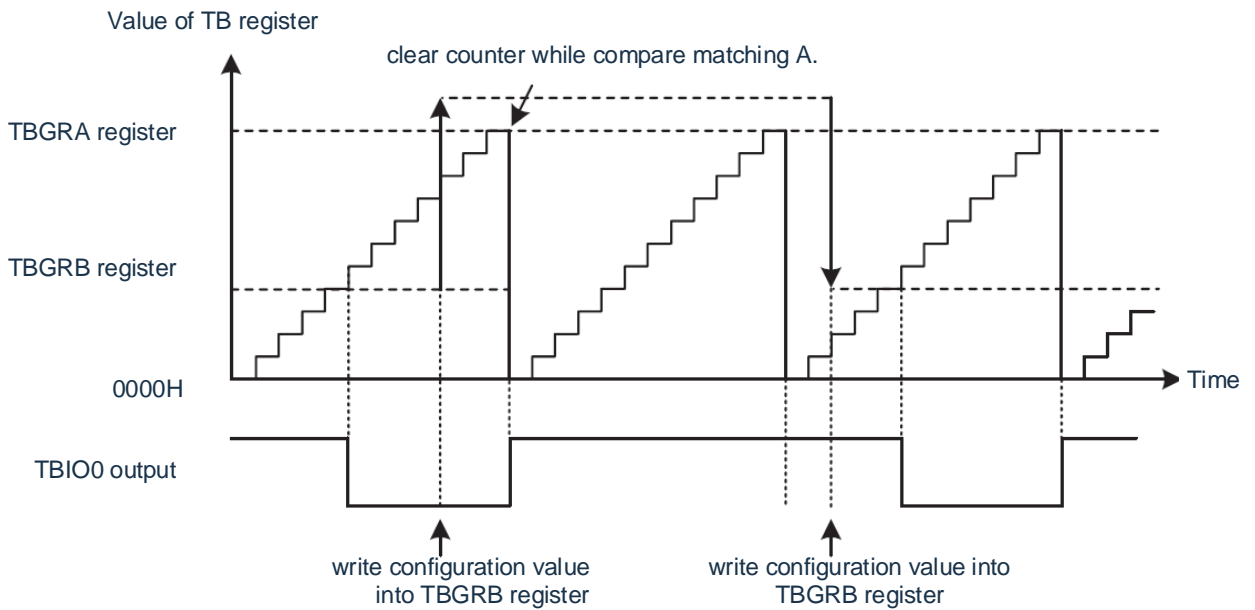 Value of TB register
clear counter while compare matching A.
TBGRA register
TBGRB register
0000H
Time
TBIO0 output
write configuration value
into TBGRB register
write configuration value into
TBGRB register